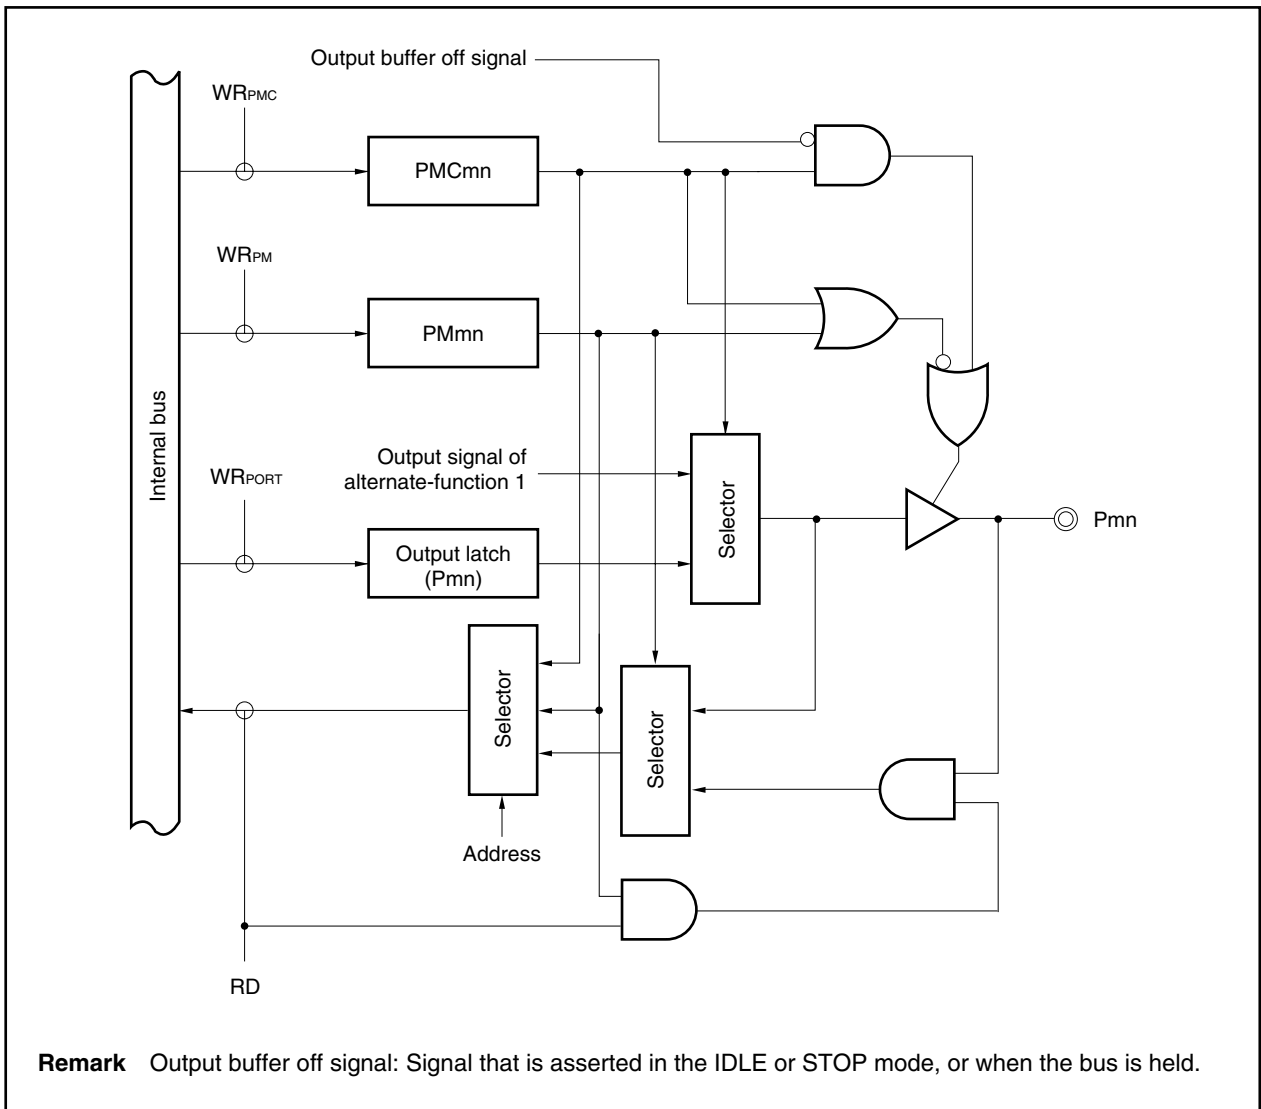 Output buffer off signal
WRPMC
PMCmn
WRPM
PMmn
Internal bus
Output signal of
alternate-function 1
WRPORT
Selector
Pmn
Output latch
(Pmn)
Selector
Selector
Address
RD
Remark Output buffer off signal: Signal that is asserted in the IDLE or STOP mode, or when the bus is held.